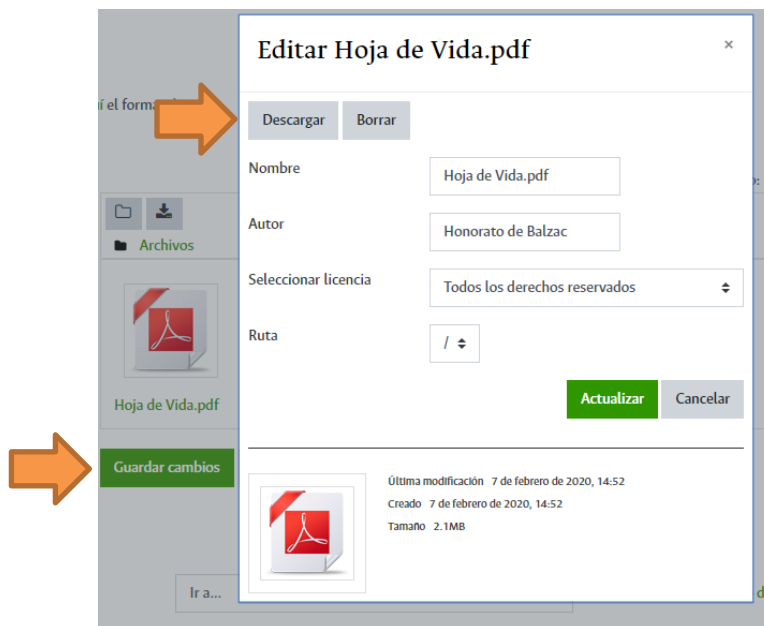 Editar Hoja de Vida.pdf
×
í el forma
Descargar Borrar
Nombre Hoja de Vida.pdf
Archivos
Autor Honorato de Balzac
Seleccionar licencia Todos los derechos reservados
Ruta /
Hoja de Vida.pdf
Actualizar Cancelar
Guardar cambios
Última modificación 7 de febrero de 2020, 14:52
Creado 7 de febrero de 2020, 14:52
Tamaño 2.1MB
Ir a...
d